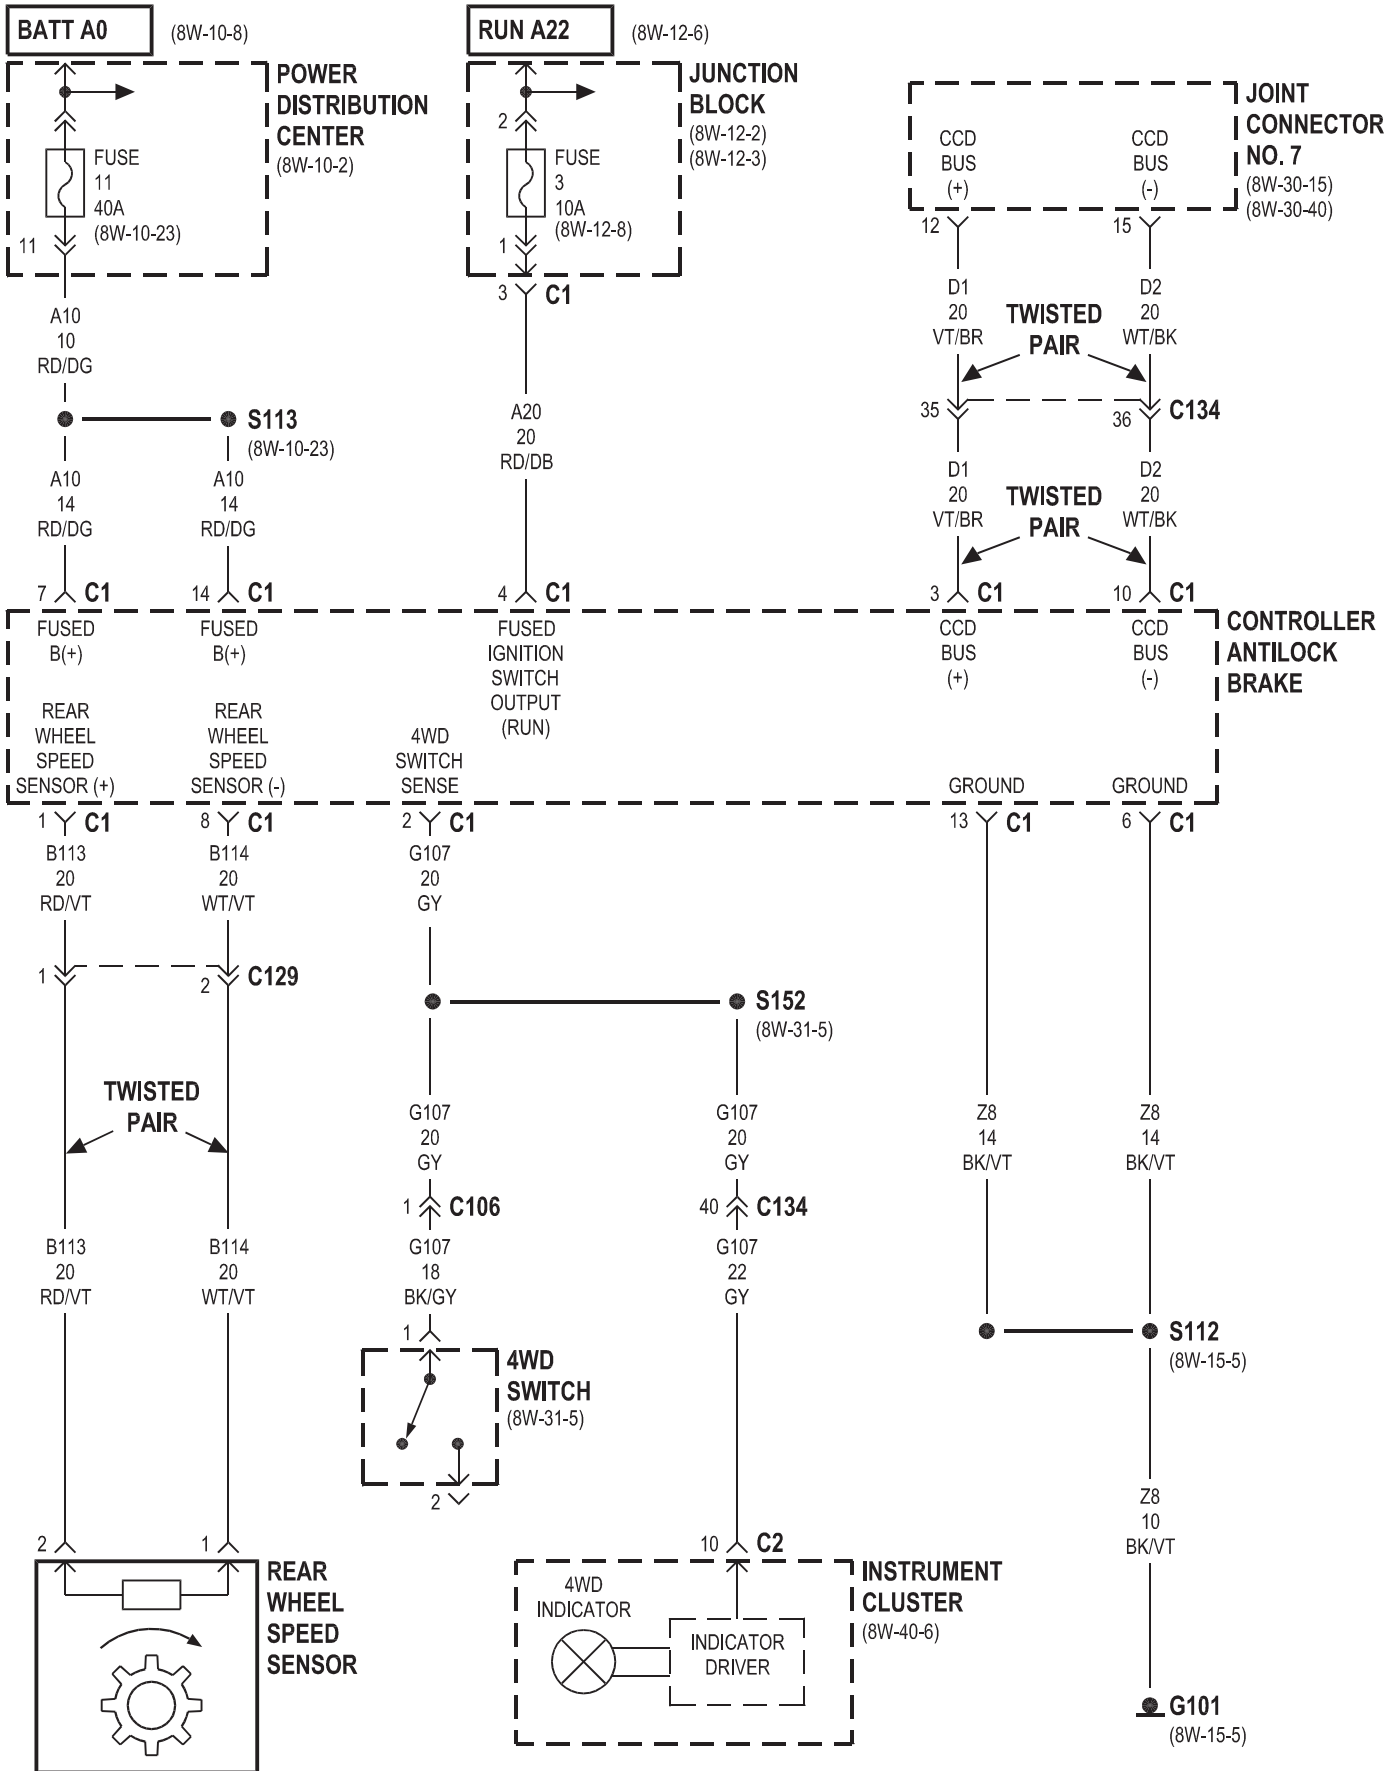 BATT A0
(8W-10-8)
RUN A22
(8W-12-6)
POWER
DISTRIBUTION
CENTER
(8W-10-2)
FUSE
11
40A
(8W-10-23)
11
JUNCTION
BLOCK
(8W-12-2)
(8W-12-3)
2
FUSE
3
10A
(8W-12-8)
1
3 C1
JOINT
CONNECTOR
NO. 7
(8W-30-15)
(8W-30-40)
CCD
BUS
(+)
CCD
BUS
(-)
12
15
A10
10
RD/DG
S113
(8W-10-23)
A10
14
RD/DG
A10
14
RD/DG
A20
20
RD/DB
D1
20
VT/BR
TWISTED
PAIR
D2
20
WT/BK
35
36
C134
D1
20
VT/BR
TWISTED
PAIR
D2
20
WT/BK
7 C1
14 C1
4 C1
3 C1
10 C1
CONTROLLER
ANTILOCK
BRAKE
FUSED
B(+)
FUSED
B(+)
FUSED
IGNITION
SWITCH
OUTPUT
(RUN)
CCD
BUS
(+)
CCD
BUS
(-)
REAR
WHEEL
SPEED
SENSOR (+)
REAR
WHEEL
SPEED
SENSOR (-)
4WD
SWITCH
SENSE
GROUND
GROUND
1 C1
8 C1
2 C1
13 C1
6 C1
B113
20
RD/VT
B114
20
WT/VT
G107
20
GY
1
2
C129
S152
(8W-31-5)
TWISTED
PAIR
G107
20
GY
G107
20
GY
Z8
14
BK/VT
Z8
14
BK/VT
1 C106
40 C134
B113
20
RD/VT
B114
20
WT/VT
G107
18
BK/GY
G107
22
GY
1
4WD
SWITCH
(8W-31-5)
2
S112
(8W-15-5)
Z8
10
BK/VT
2
1
REAR
WHEEL
SPEED
SENSOR
10 C2
4WD
INDICATOR
INDICATOR
DRIVER
INSTRUMENT
CLUSTER
(8W-40-6)
G101
(8W-15-5)